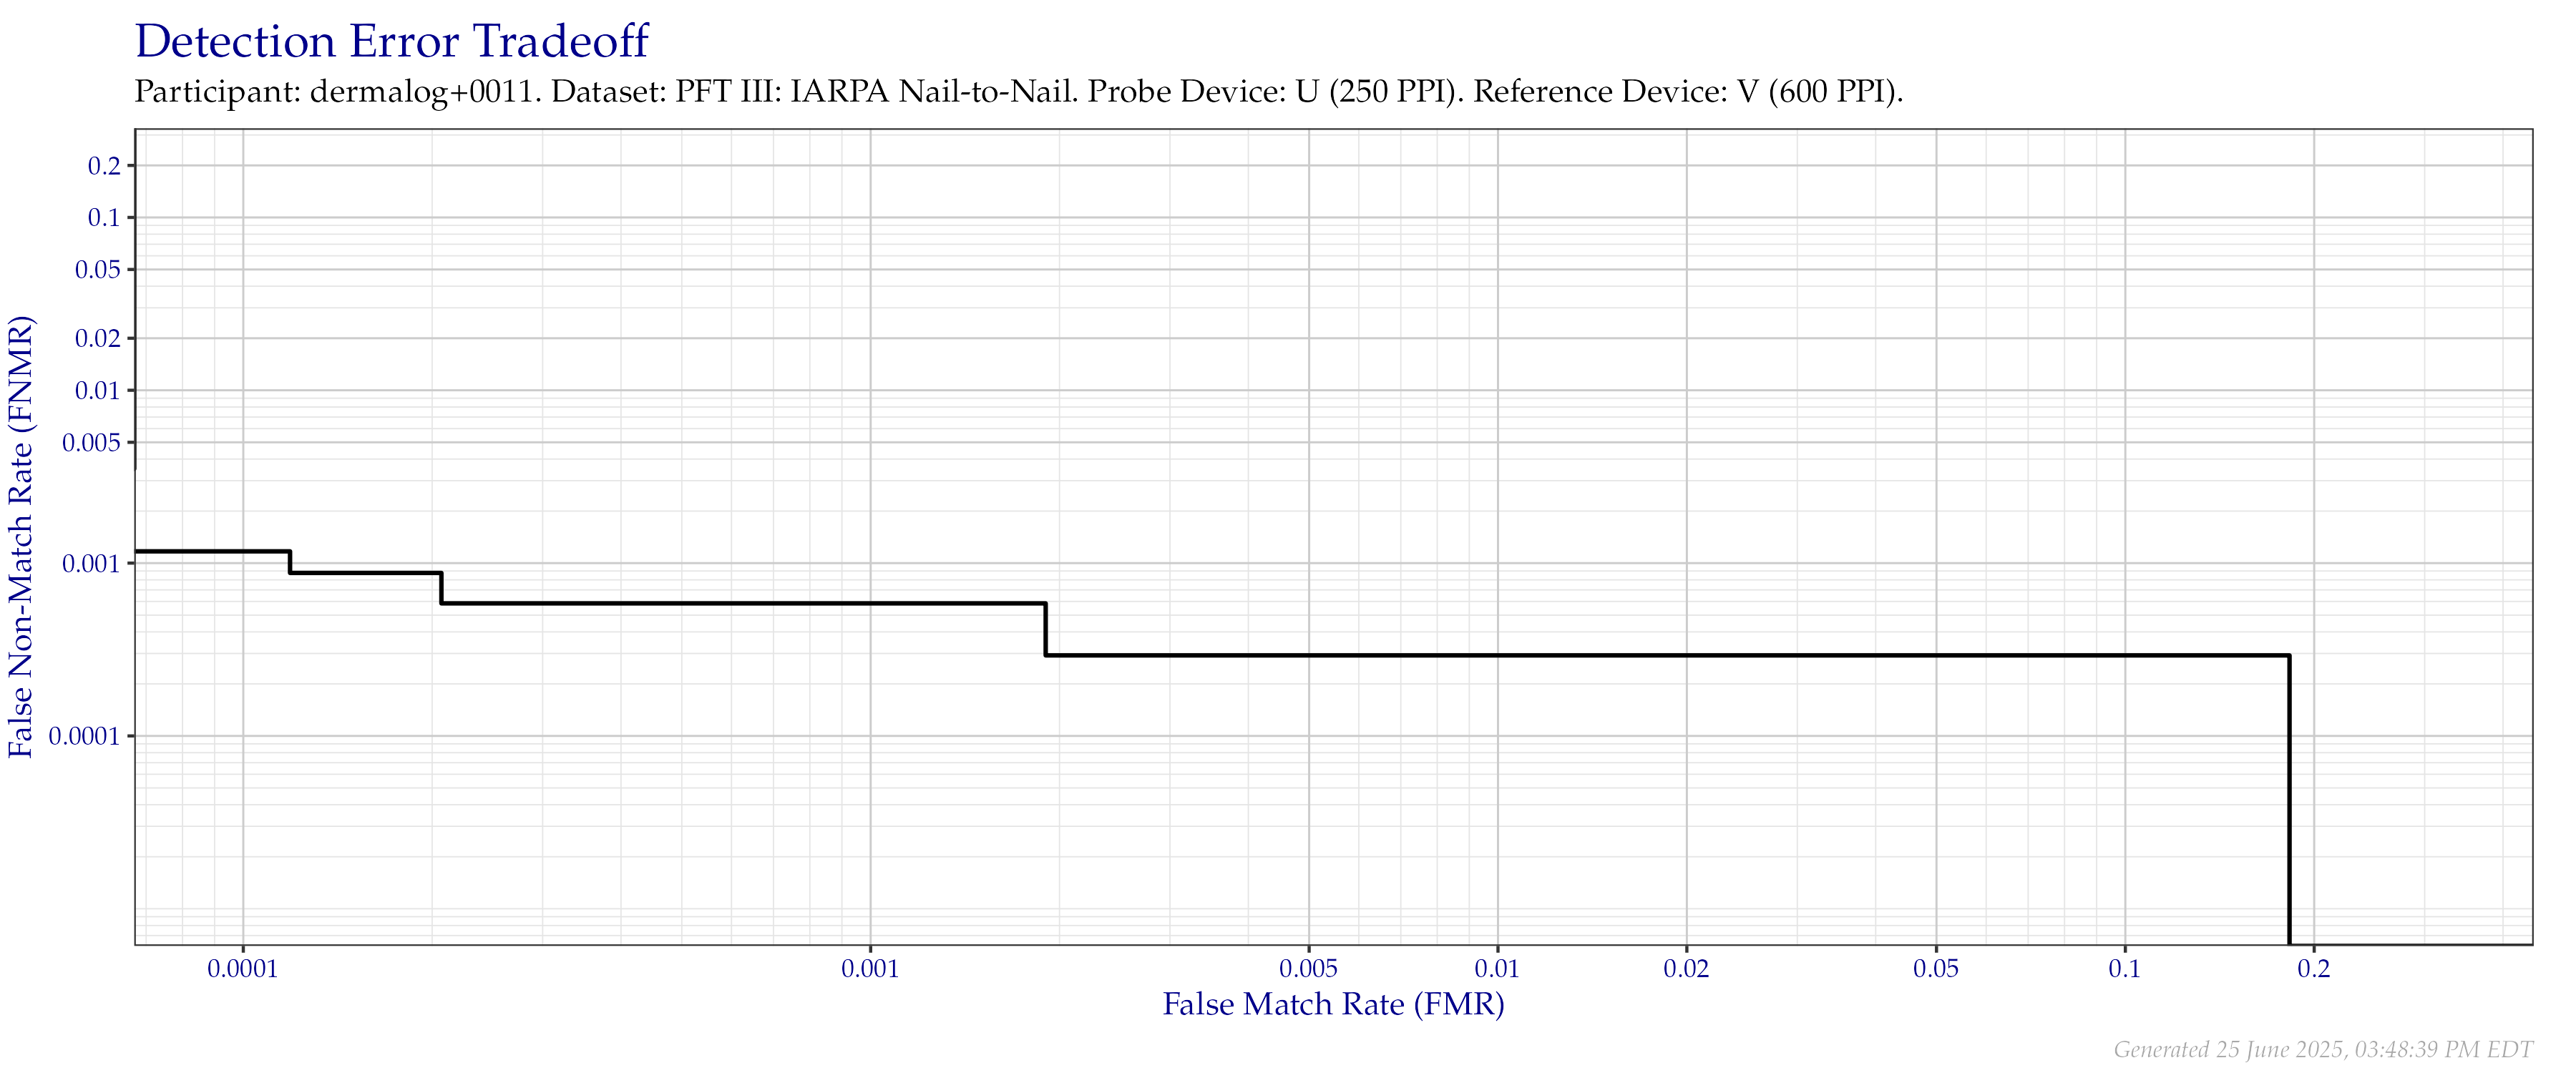 Detection Error Tradeoff
Participant: dermalog+0011. Dataset: PFT III: IARPA Nail-to-Nail. Probe Device: U (250 PPI). Reference Device: V (600 PPI).
False Non-Match Rate (FNMR)
0.2
0.1
0.05
0.02
0.01
0.005
0.001
0.0001
0.0001 0.001 0.005 0.01 0.02 0.05 0.1 0.2
False Match Rate (FMR)
Generated 25 June 2025, 03:48:39 PM EDT